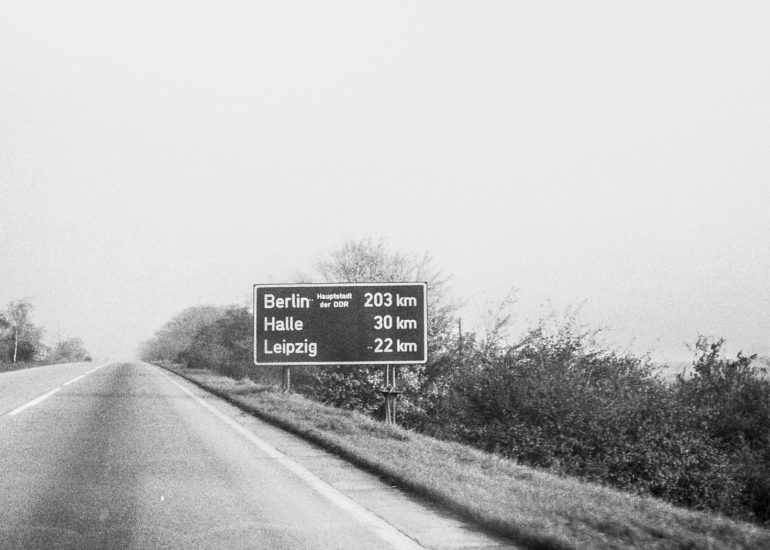 Berlin Hauptstadt der DDR 203 km
Halle 30 km
Leipzig 22 km